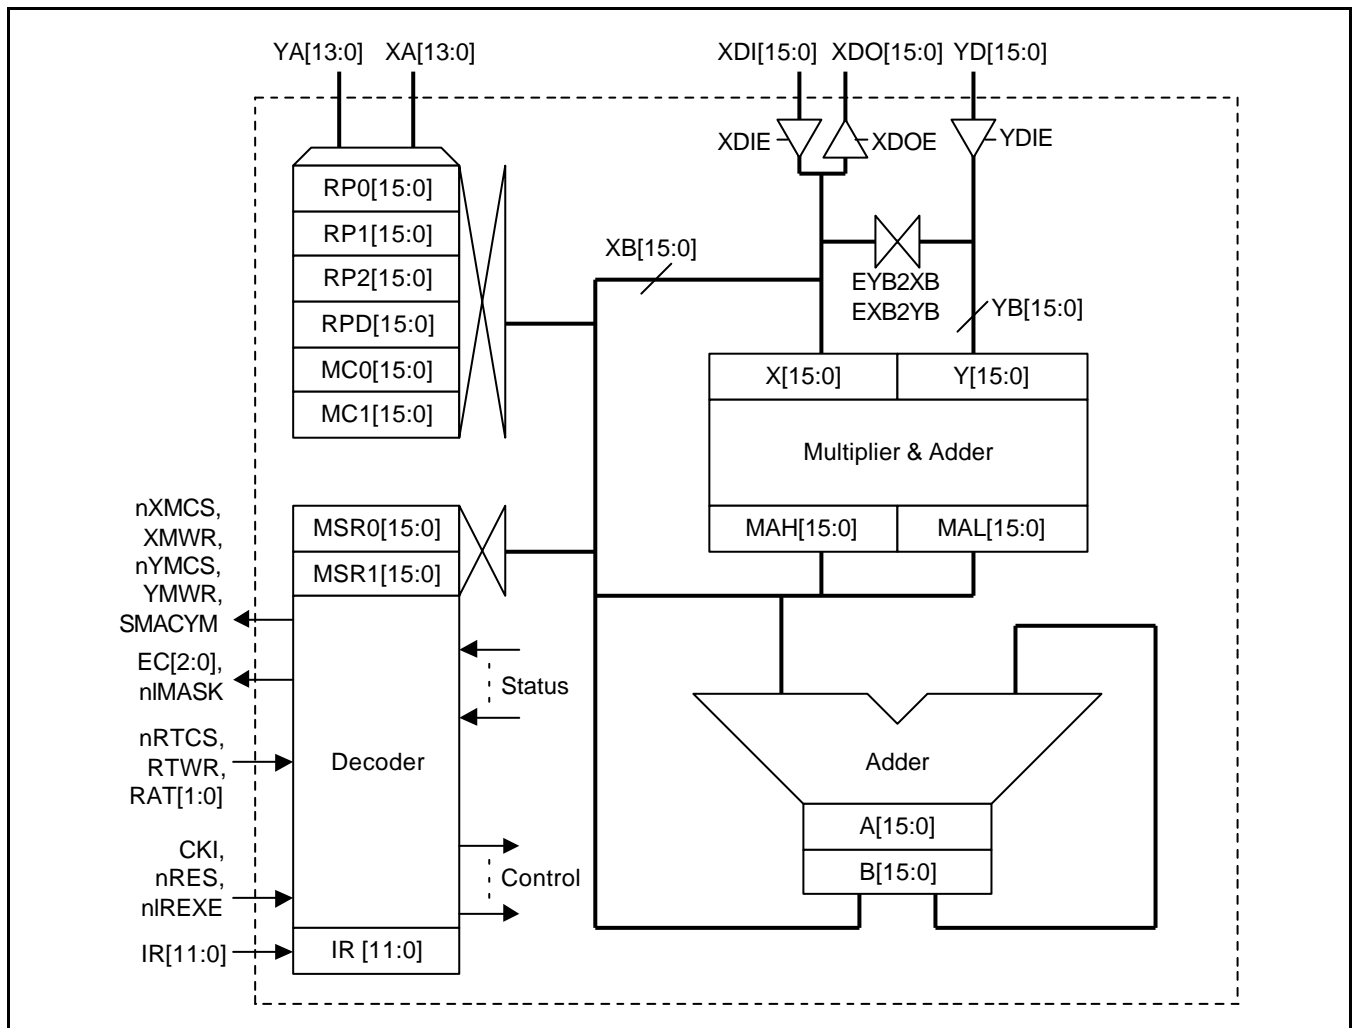 YA[13:0] XA[13:0] XDI[15:0] XDO[15:0] YD[15:0]
XDIE XDOE YDIE
RP0[15:0]
RP1[15:0]
RP2[15:0]
RPD[15:0]
MC0[15:0]
MC1[15:0]
XB[15:0]
EYB2XB
EXB2YB
YB[15:0]
X[15:0] Y[15:0]
Multiplier & Adder
MAH[15:0] MAL[15:0]
nXMCS,
XMWR,
nYMCS,
YMWR,
SMACYM
EC[2:0],
nIMASK
nRTCS,
RTWR,
RAT[1:0]
CKI,
nRES,
nIREXE
IR[11:0]
MSR0[15:0]
MSR1[15:0]
Decoder
IR [11:0]
Status
Control
Adder
A[15:0]
B[15:0]